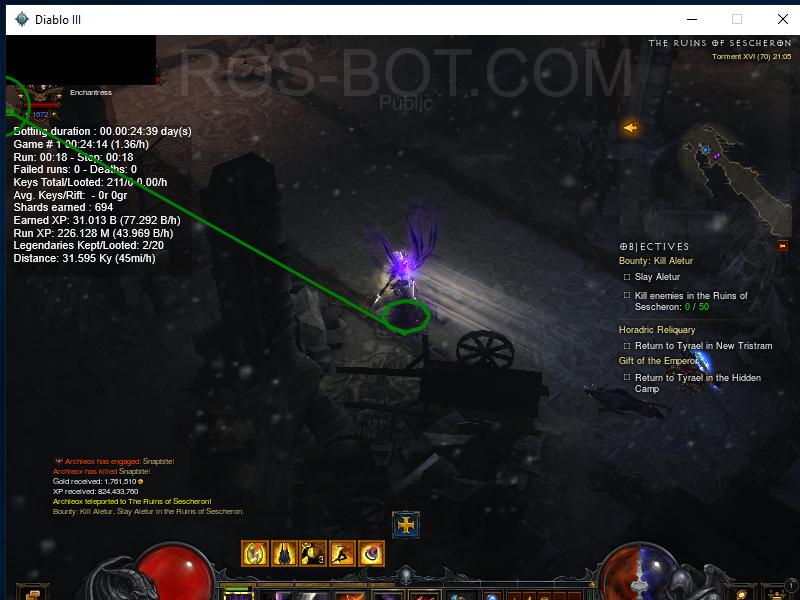 Diablo III
ROS-BOT.COM
Public
THE RUINS OF SESCHERON
Torment XVI (70) 21:05
Enchantress
1672
Botting duration : 00.00:24:39 day(s)
Game # 1 00:24:14 (1.36/h)
Run: 00:18 - Stop: 00:18
Failed runs: 0 - Deaths: 0
Keys Total/Looted: 211/0 0.00/h
Avg. Keys/Rift: - 0r 0gr
Shards earned : 694
Earned XP: 31.013 B (77.292 B/h)
Run XP: 226.128 M (43.969 B/h)
Legendaries Kept/Looted: 2/20
Distance: 31.595 Ky (45mi/h)
OBJECTIVES
Bounty: Kill Aletur
Slay Aletur
Kill enemies in the Ruins of
Sescheron: 0 / 50
Horadric Reliquary
Return to Tyrael in New Tristram
Gift of the Emperor
Return to Tyrael in the Hidden
Camp
Archleox has engaged: Snapbite!
Archleox has killed Snapbite!
Gold received: 1,761,510
XP received: 824,433,760
Archleox teleported to The Ruins of Sescheron!
Bounty: Kill Aletur, Slay Aletur in the Ruins of Sescheron.
3
1